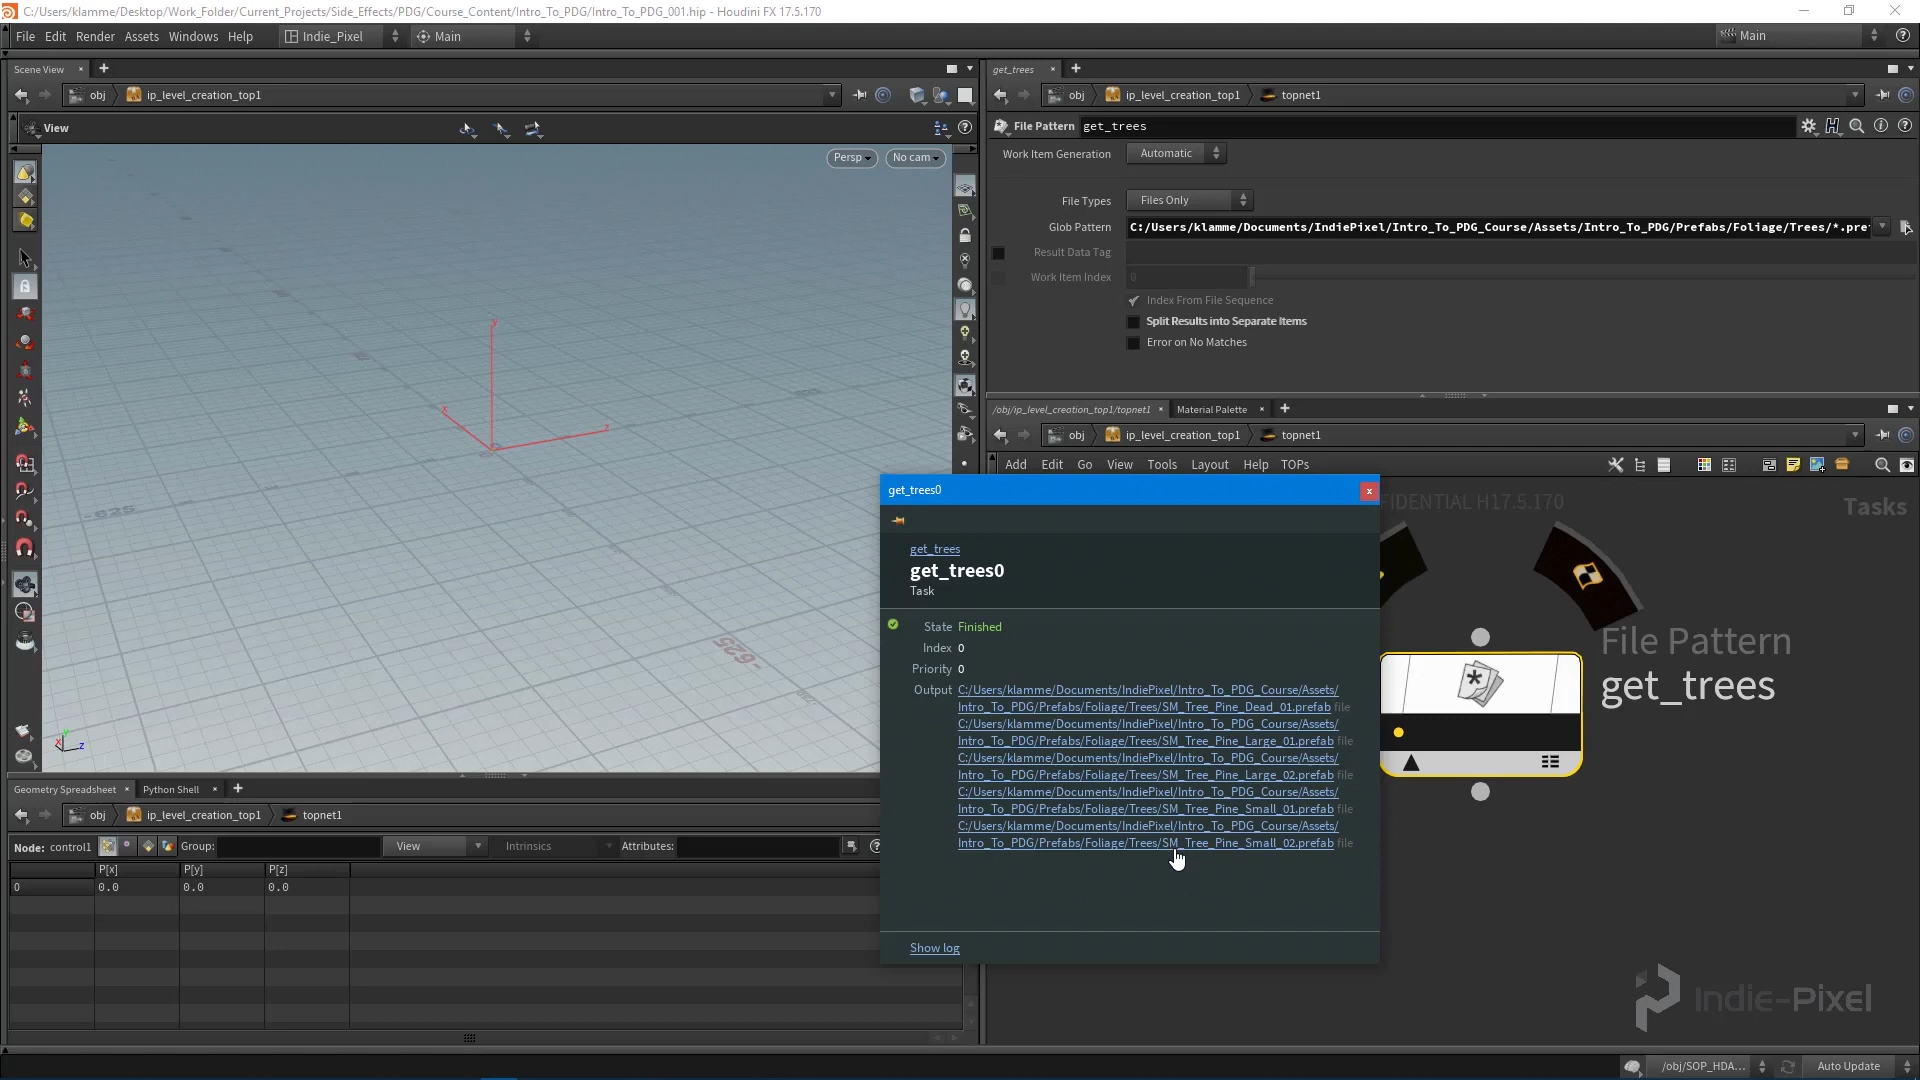 C:/Users/klamme/Desktop/Work_Folder/Current_Projects/Side_Effects/PDG/Course_Content/Intro_To_PDG/Intro_To_PDG_001.hip - Houdini FX 17.5.170
File Edit Render Assets Windows Help Indie_Pixel Main Main
Scene View
obj ip_level_creation_top1
View
Persp No cam
y
x
z
-625
-625
y
x
z
Geometry Spreadsheet Python Shell
obj ip_level_creation_top1 topnet1
Node: control1 Group: View Intrinsics Attributes:
P[x] P[y] P[z]
0 0.0 0.0 0.0
get_trees
obj ip_level_creation_top1 topnet1
File Pattern get_trees
Work Item Generation Automatic
File Types Files Only
Glob Pattern C:/Users/klamme/Documents/IndiePixel/Intro_To_PDG_Course/Assets/Intro_To_PDG/Prefabs/Foliage/Trees/*.pre
Result Data Tag
Work Item Index 0
Index From File Sequence
Split Results into Separate Items
Error on No Matches
/obj/ip_level_creation_top1/topnet1 Material Palette
obj ip_level_creation_top1 topnet1
Add Edit Go View Tools Layout Help TOPs
FIDENTIAL H17.5.170
Tasks
get_trees0
get_trees
get_trees0
Task
State Finished
Index 0
Priority 0
Output C:/Users/klamme/Documents/IndiePixel/Intro_To_PDG_Course/Assets/
Intro_To_PDG/Prefabs/Foliage/Trees/SM_Tree_Pine_Dead_01.prefab file
C:/Users/klamme/Documents/IndiePixel/Intro_To_PDG_Course/Assets/
Intro_To_PDG/Prefabs/Foliage/Trees/SM_Tree_Pine_Large_01.prefab file
C:/Users/klamme/Documents/IndiePixel/Intro_To_PDG_Course/Assets/
Intro_To_PDG/Prefabs/Foliage/Trees/SM_Tree_Pine_Large_02.prefab file
C:/Users/klamme/Documents/IndiePixel/Intro_To_PDG_Course/Assets/
Intro_To_PDG/Prefabs/Foliage/Trees/SM_Tree_Pine_Small_01.prefab file
C:/Users/klamme/Documents/IndiePixel/Intro_To_PDG_Course/Assets/
Intro_To_PDG/Prefabs/Foliage/Trees/SM_Tree_Pine_Small_02.prefab file
Show log
File Pattern
get_trees
Indie-Pixel
/obj/SOP_HDA... Auto Update